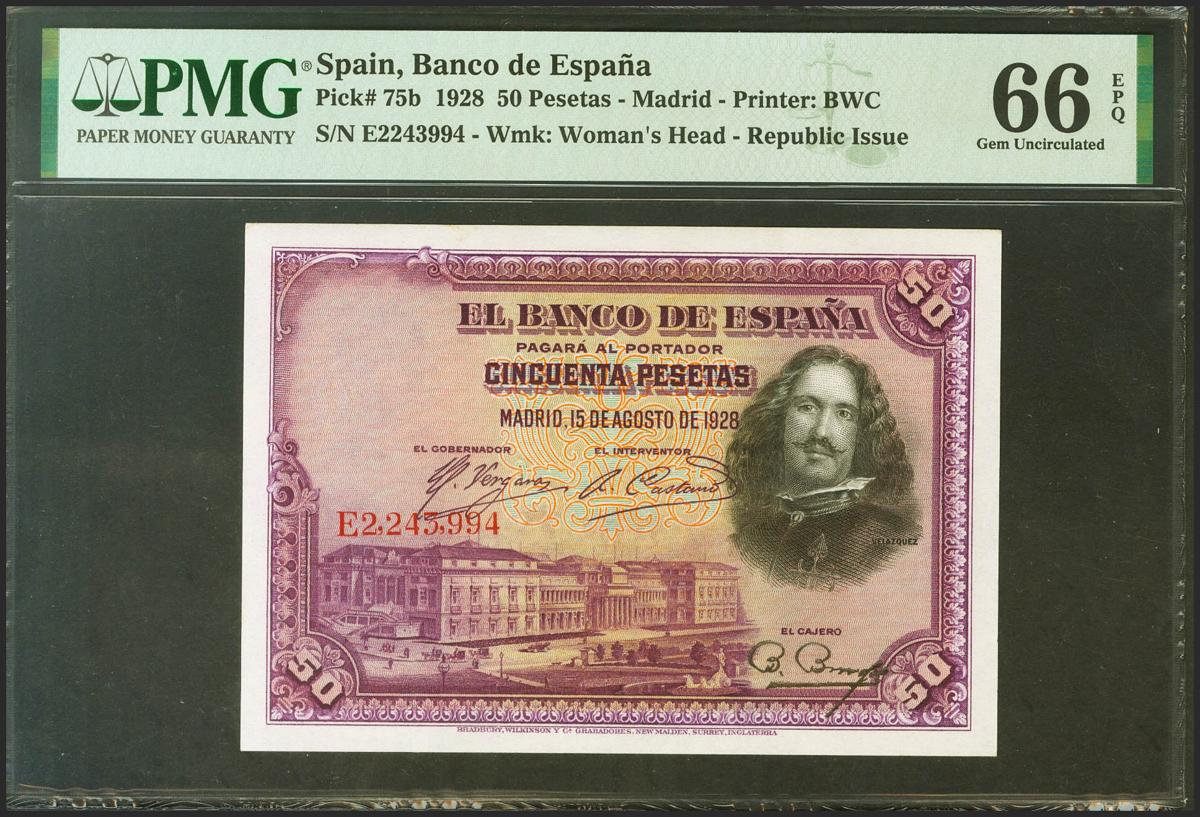 PMG®
PAPER MONEY GUARANTY
Spain, Banco de España
Pick# 75b 1928 50 Pesetas - Madrid - Printer: BWC
S/N E2243994 - Wmk: Woman's Head - Republic Issue
66
EPQ
Gem Uncirculated
50
EL BANCO DE ESPAÑA
PAGARÁ AL PORTADOR
CINCUENTA PESETAS
MADRID, 15 DE AGOSTO DE 1928
EL GOBERNADOR
EL INTERVENTOR
E2,243,994
VELAZQUEZ
EL CAJERO
50
50
BRADBURY, WILKINSON Y Cª GRABADORES, NEW MALDEN, SURREY, INGLATERRA